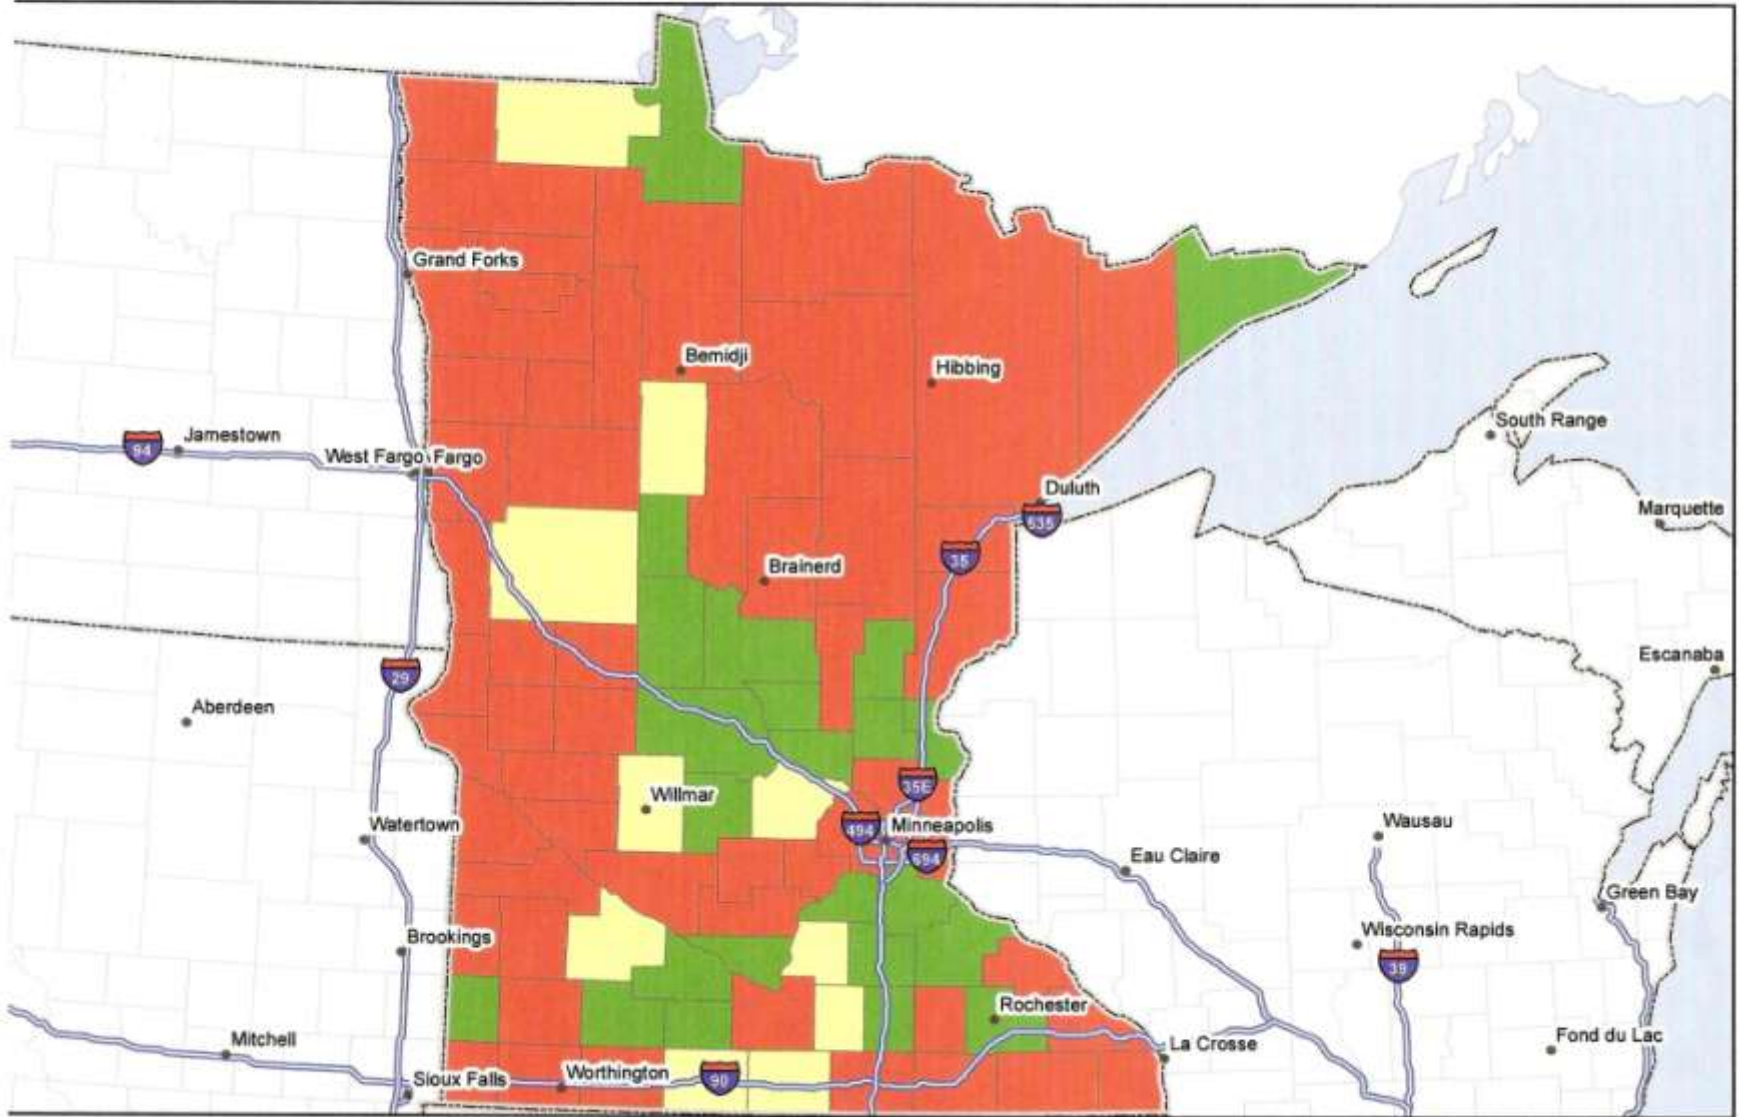 Grand Forks
Bemidji
Hibbing
94
Jamestown
West Fargo
Fargo
South Range
Duluth
535
Marquette
35
Brainerd
Escanaba
29
Aberdeen
35E
Willmar
494
Minneapolis
694
Watertown
Wausau
Eau Claire
Green Bay
Brookings
Wisconsin Rapids
39
Rochester
Mitchell
Fond du Lac
La Crosse
Sioux Falls
Worthington
90